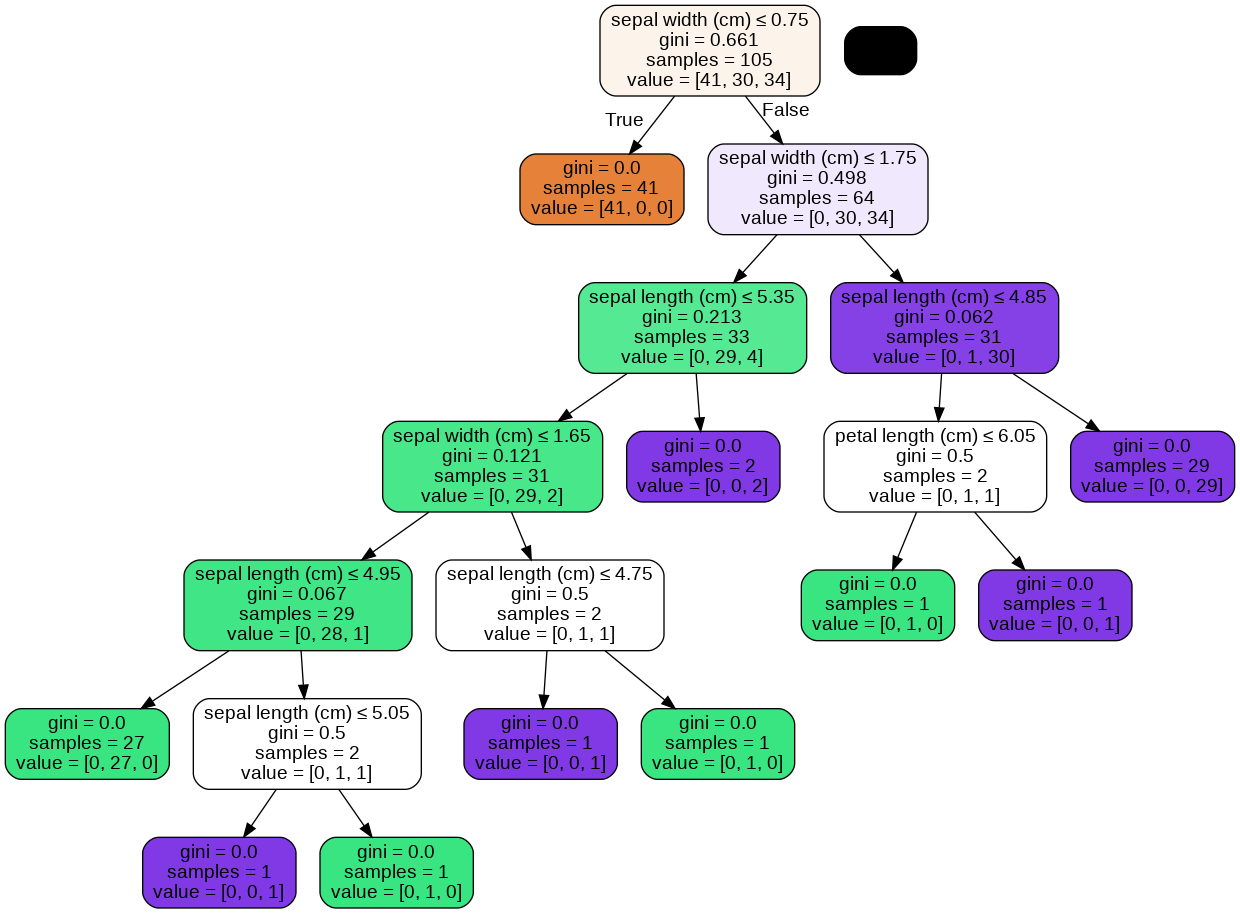 sepal width (cm) ≤ 0.75
gini = 0.661
samples = 105
value = [41, 30, 34]
True
False
gini = 0.0
samples = 41
value = [41, 0, 0]
sepal width (cm) ≤ 1.75
gini = 0.498
samples = 64
value = [0, 30, 34]
sepal length (cm) ≤ 5.35
gini = 0.213
samples = 33
value = [0, 29, 4]
sepal length (cm) ≤ 4.85
gini = 0.062
samples = 31
value = [0, 1, 30]
sepal width (cm) ≤ 1.65
gini = 0.121
samples = 31
value = [0, 29, 2]
gini = 0.0
samples = 2
value = [0, 0, 2]
petal length (cm) ≤ 6.05
gini = 0.5
samples = 2
value = [0, 1, 1]
gini = 0.0
samples = 29
value = [0, 0, 29]
sepal length (cm) ≤ 4.95
gini = 0.067
samples = 29
value = [0, 28, 1]
sepal length (cm) ≤ 4.75
gini = 0.5
samples = 2
value = [0, 1, 1]
gini = 0.0
samples = 1
value = [0, 1, 0]
gini = 0.0
samples = 1
value = [0, 0, 1]
gini = 0.0
samples = 27
value = [0, 27, 0]
sepal length (cm) ≤ 5.05
gini = 0.5
samples = 2
value = [0, 1, 1]
gini = 0.0
samples = 1
value = [0, 0, 1]
gini = 0.0
samples = 1
value = [0, 1, 0]
gini = 0.0
samples = 1
value = [0, 0, 1]
gini = 0.0
samples = 1
value = [0, 1, 0]